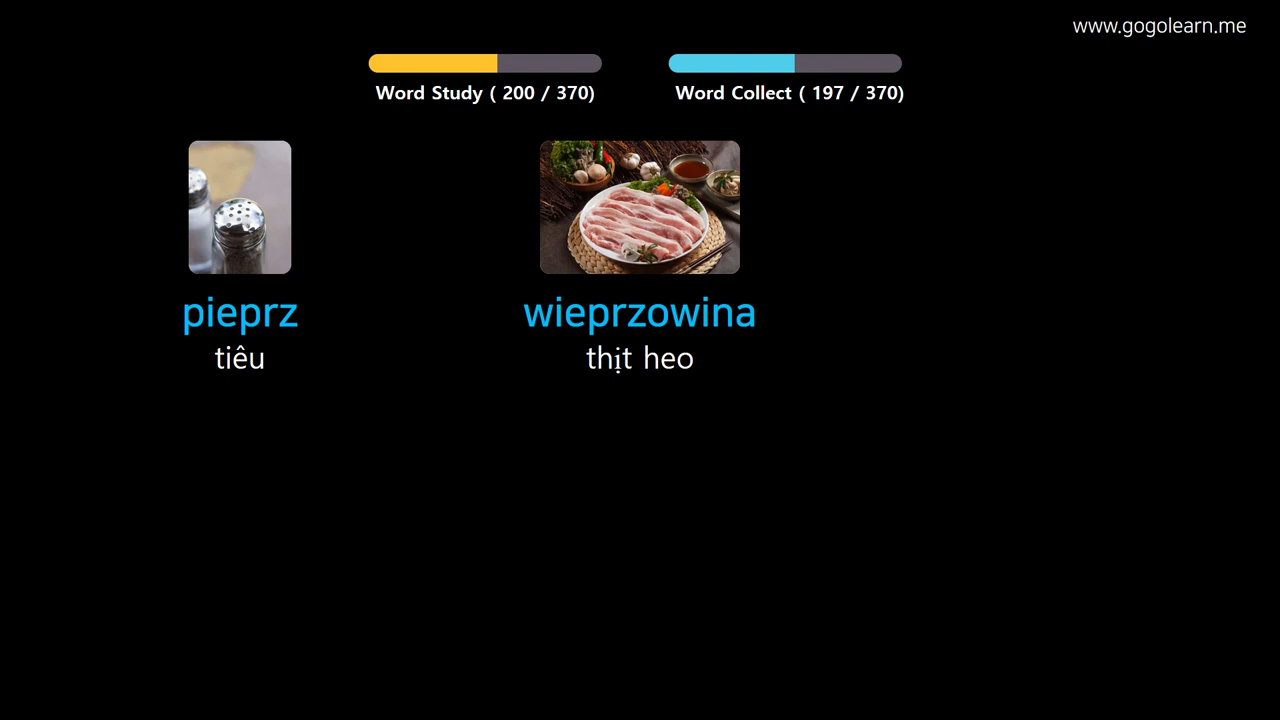 www.gogolearn.me
Word Study ( 200 / 370)
Word Collect ( 197 / 370)
pieprz
tiêu
wieprzowina
thịt heo